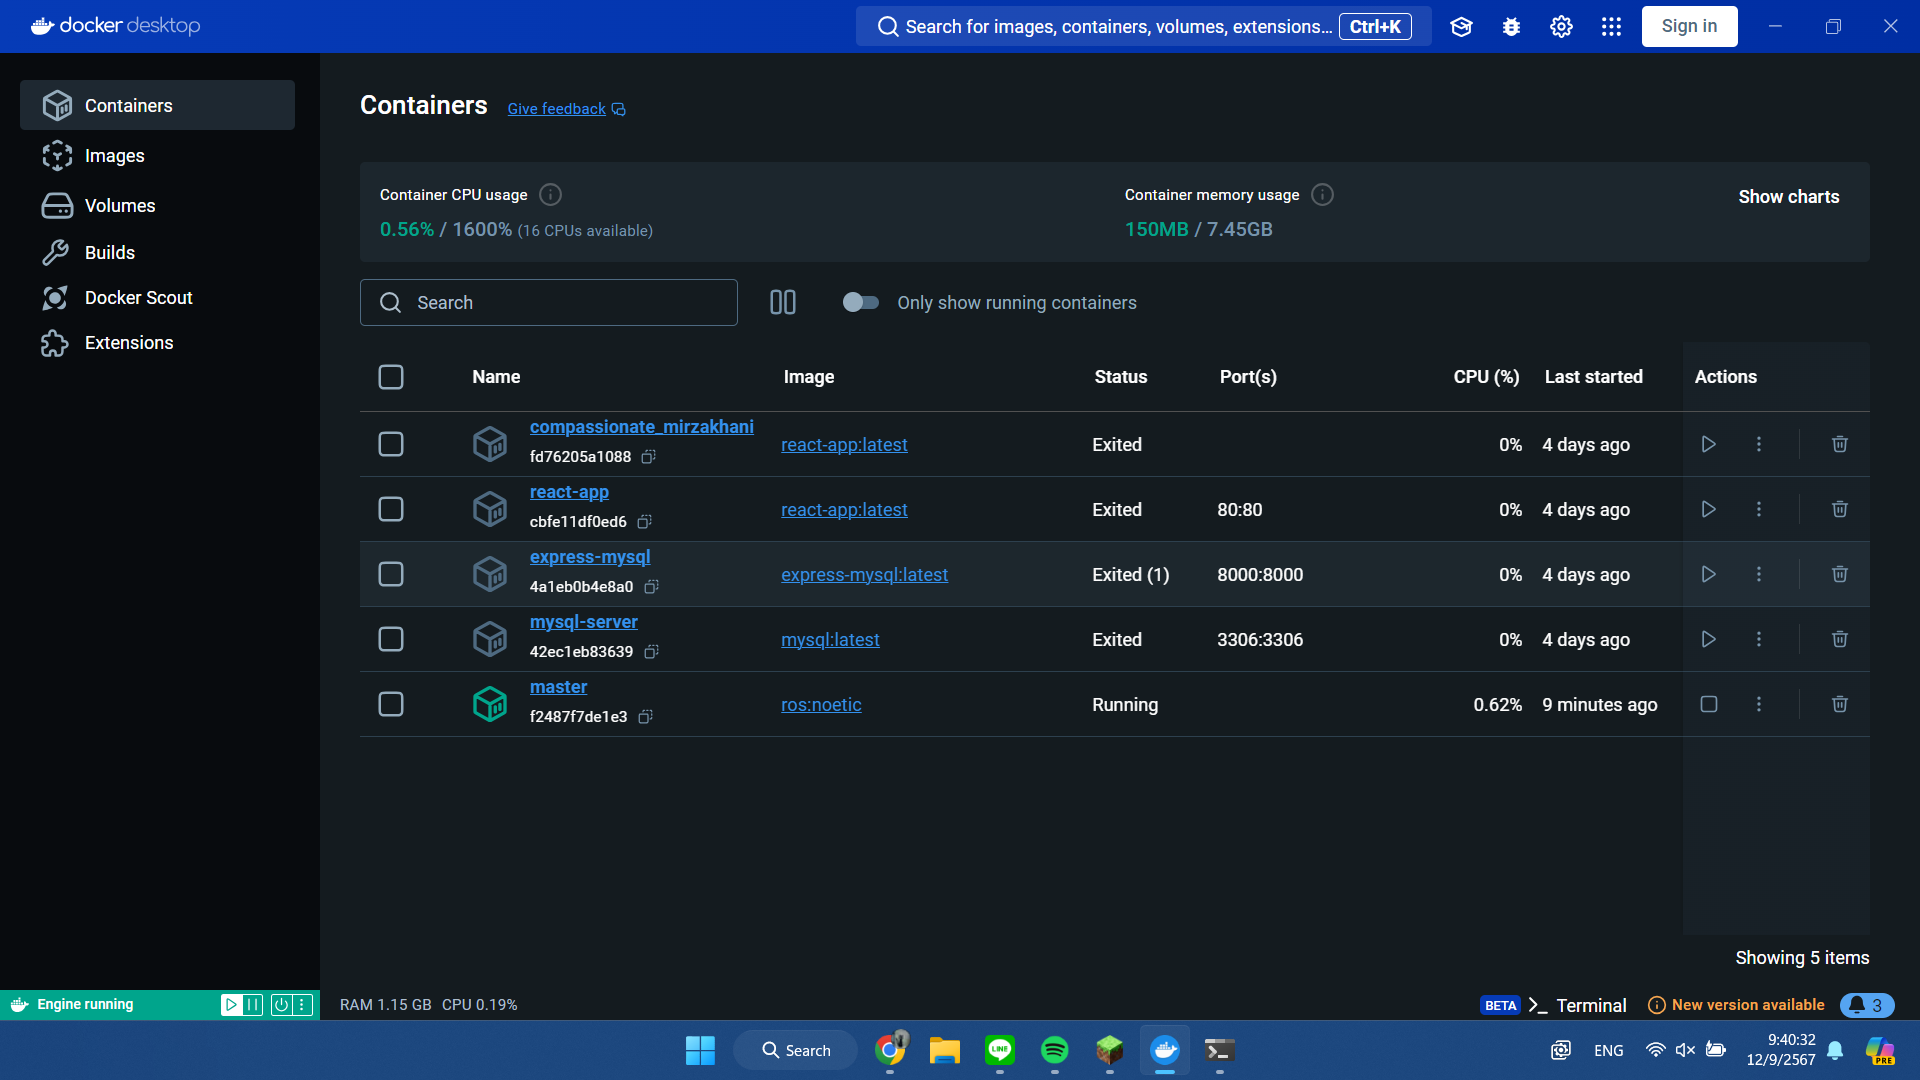 docker desktop
Search for images, containers, volumes, extensions... Ctrl+K
Sign in
Containers
Images
Volumes
Builds
Docker Scout
Extensions
Containers Give feedback
Container CPU usage
0.56% / 1600% (16 CPUs available)
Container memory usage
150MB / 7.45GB
Show charts
Search
Only show running containers
Name Image Status Port(s) CPU (%) Last started Actions
compassionate_mirzakhani
fd76205a1088
react-app:latest Exited 0% 4 days ago
react-app
cbfe11df0ed6
react-app:latest Exited 80:80 0% 4 days ago
express-mysql
4a1eb0b4e8a0
express-mysql:latest Exited (1) 8000:8000 0% 4 days ago
mysql-server
42ec1eb83639
mysql:latest Exited 3306:3306 0% 4 days ago
master
f2487f7de1e3
ros:noetic Running 0.62% 9 minutes ago
Showing 5 items
Engine running
RAM 1.15 GB CPU 0.19%
BETA Terminal
New version available
3
Search
LINE
ENG
9:40:32
12/9/2567
PRE